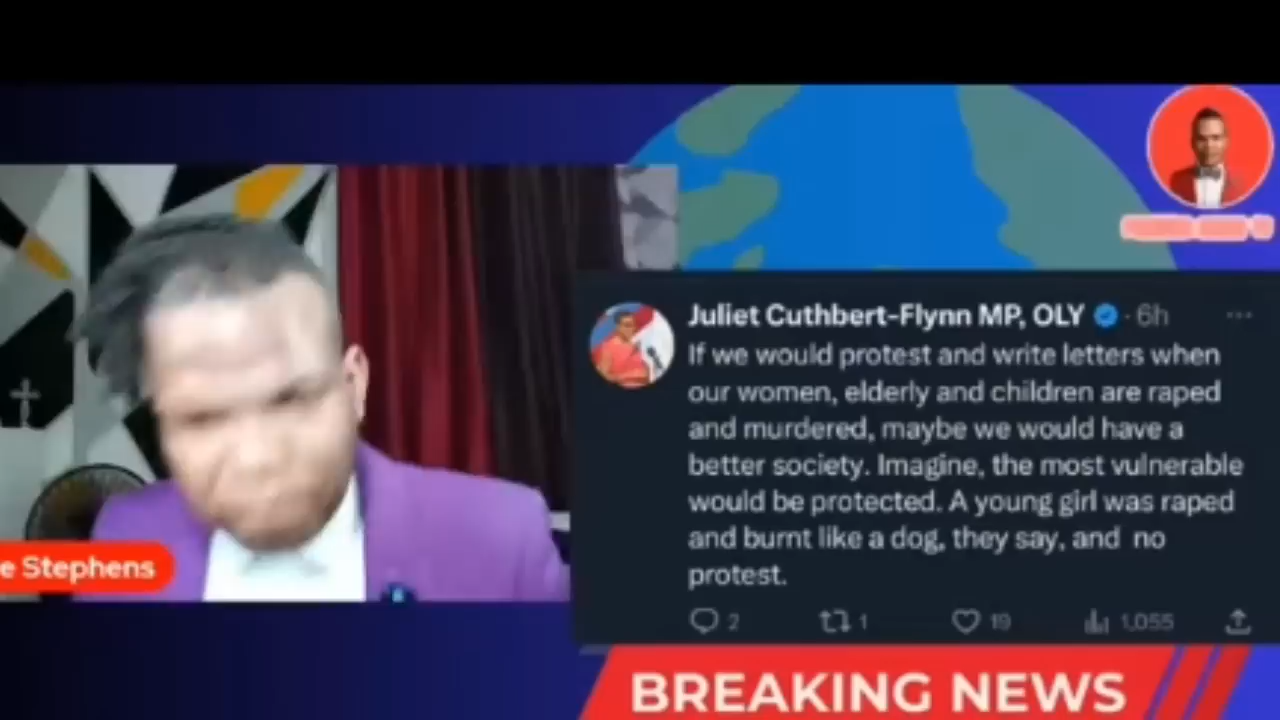 Juliet Cuthbert-Flynn MP, OLY · 6h
If we would protest and write letters when
our women, elderly and children are raped
and murdered, maybe we would have a
better society. Imagine, the most vulnerable
would be protected. A young girl was raped
and burnt like a dog, they say, and no
protest.
2 1 19 1,055
e Stephens
BREAKING NEWS